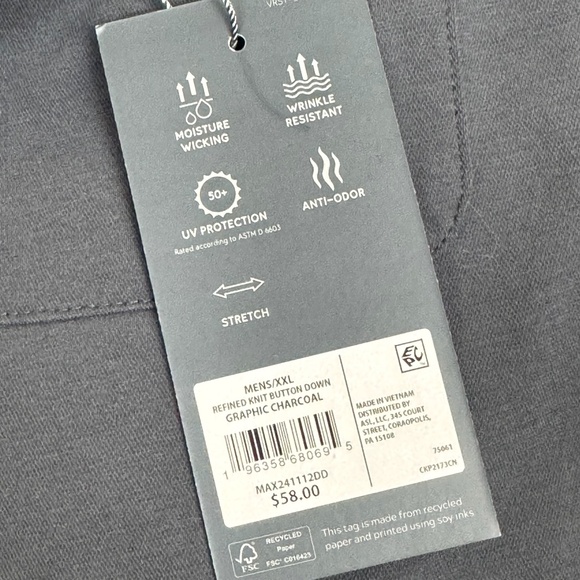 MOISTURE
WICKING
WRINKLE
RESISTANT
50+
UV PROTECTION
Rated according to ASTM D 6603
ANTI-ODOR
STRETCH
MENS/XXL
REFINED KNIT BUTTON DOWN
GRAPHIC CHARCOAL
1 96358 68069 5
MAX241112DD
$58.00
EPC
MADE IN VIETNAM
DISTRIBUTED BY
ASL, LLC, 345 COURT
STREET, CORAOPOLIS,
PA 15108
75061
CKP2173CN
FSC
RECYCLED
Paper
FSC® C016423
This tag is made from recycled
paper and printed using soy inks.